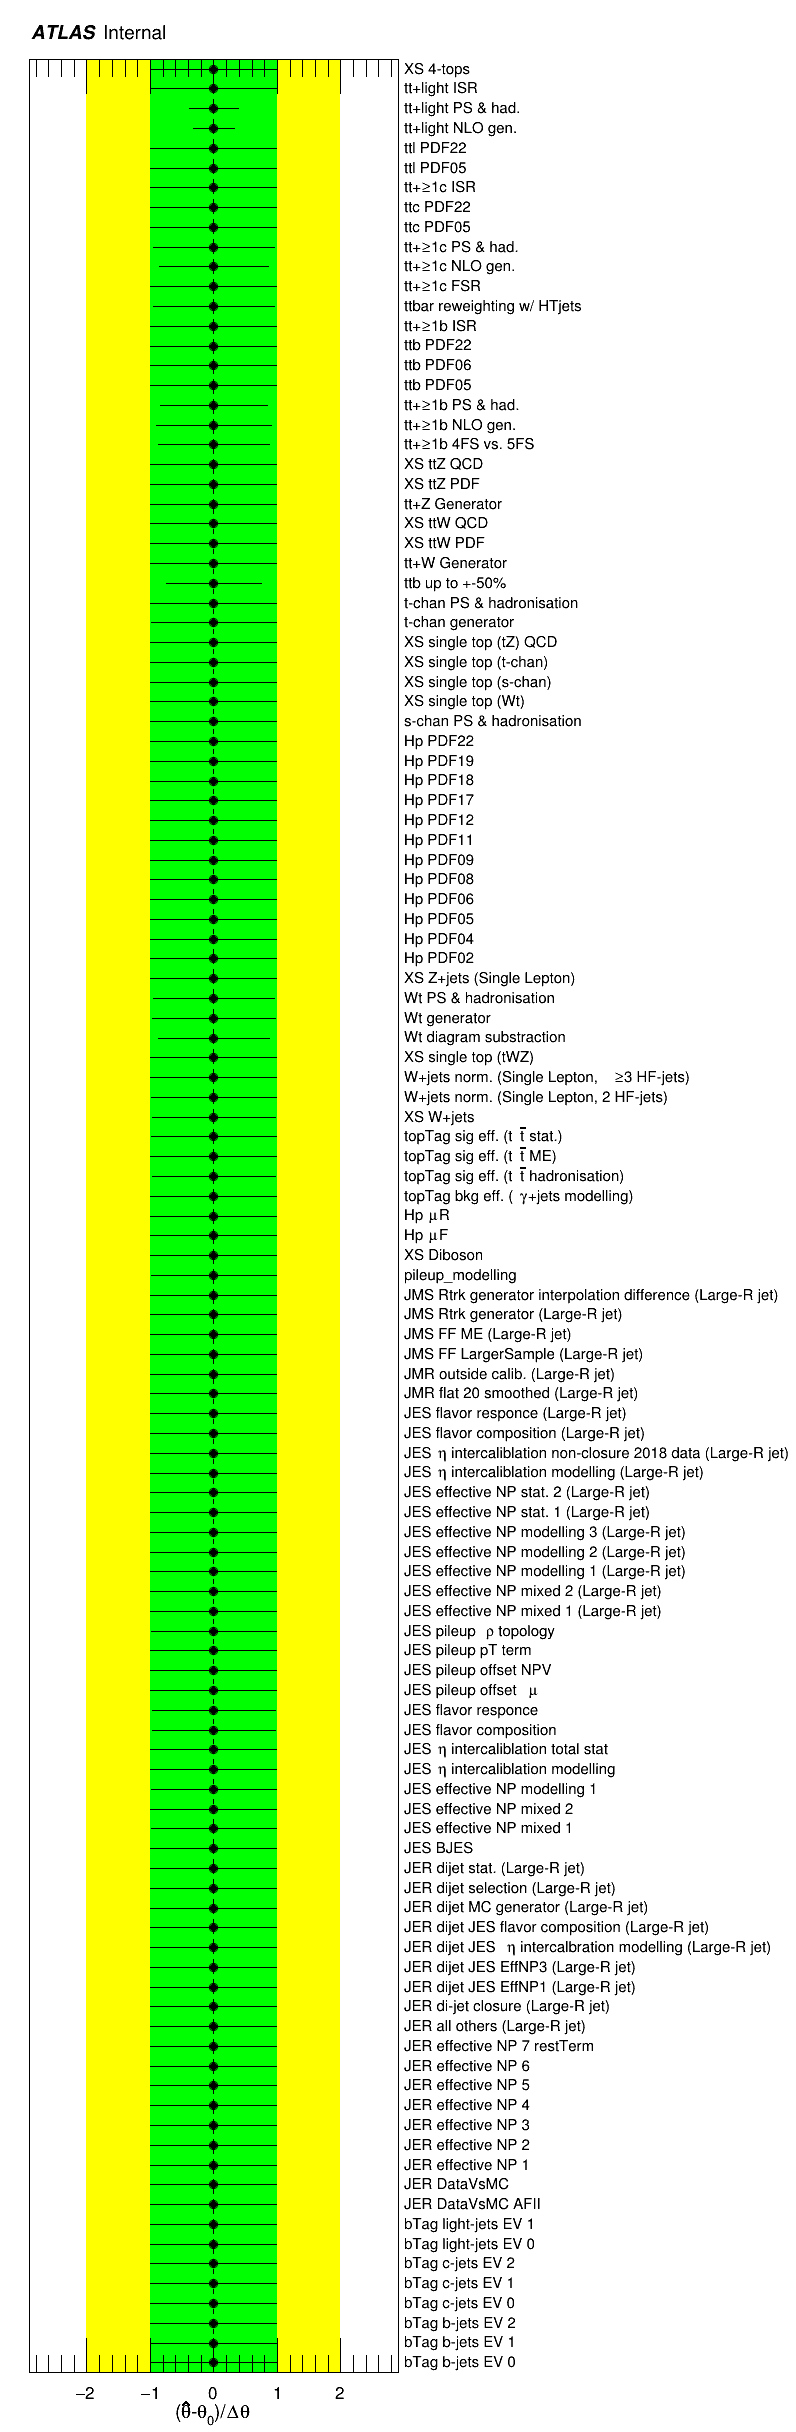 ATLAS Internal
XS 4-tops
tt+light ISR
tt+light PS & had.
tt+light NLO gen.
ttl PDF22
ttl PDF05
tt+≥1c ISR
ttc PDF22
ttc PDF05
tt+≥1c PS & had.
tt+≥1c NLO gen.
tt+≥1c FSR
ttbar reweighting w/ HTjets
tt+≥1b ISR
ttb PDF22
ttb PDF06
ttb PDF05
tt+≥1b PS & had.
tt+≥1b NLO gen.
tt+≥1b 4FS vs. 5FS
XS ttZ QCD
XS ttZ PDF
tt+Z Generator
XS ttW QCD
XS ttW PDF
tt+W Generator
ttb up to +-50%
t-chan PS & hadronisation
t-chan generator
XS single top (tZ) QCD
XS single top (t-chan)
XS single top (s-chan)
XS single top (Wt)
s-chan PS & hadronisation
Hp PDF22
Hp PDF19
Hp PDF18
Hp PDF17
Hp PDF12
Hp PDF11
Hp PDF09
Hp PDF08
Hp PDF06
Hp PDF05
Hp PDF04
Hp PDF02
XS Z+jets (Single Lepton)
Wt PS & hadronisation
Wt generator
Wt diagram substraction
XS single top (tWZ)
W+jets norm. (Single Lepton, ≥3 HF-jets)
W+jets norm. (Single Lepton, 2 HF-jets)
XS W+jets
topTag sig eff. (t t̄ stat.)
topTag sig eff. (t t̄ ME)
topTag sig eff. (t t̄ hadronisation)
topTag bkg eff. ( γ+jets modelling)
Hp μR
Hp μF
XS Diboson
pileup_modelling
JMS Rtrk generator interpolation difference (Large-R jet)
JMS Rtrk generator (Large-R jet)
JMS FF ME (Large-R jet)
JMS FF LargerSample (Large-R jet)
JMR outside calib. (Large-R jet)
JMR flat 20 smoothed (Large-R jet)
JES flavor responce (Large-R jet)
JES flavor composition (Large-R jet)
JES η intercaliblation non-closure 2018 data (Large-R jet)
JES η intercaliblation modelling (Large-R jet)
JES effective NP stat. 2 (Large-R jet)
JES effective NP stat. 1 (Large-R jet)
JES effective NP modelling 3 (Large-R jet)
JES effective NP modelling 2 (Large-R jet)
JES effective NP modelling 1 (Large-R jet)
JES effective NP mixed 2 (Large-R jet)
JES effective NP mixed 1 (Large-R jet)
JES pileup ρ topology
JES pileup pT term
JES pileup offset NPV
JES pileup offset μ
JES flavor responce
JES flavor composition
JES η intercaliblation total stat
JES η intercaliblation modelling
JES effective NP modelling 1
JES effective NP mixed 2
JES effective NP mixed 1
JES BJES
JER dijet stat. (Large-R jet)
JER dijet selection (Large-R jet)
JER dijet MC generator (Large-R jet)
JER dijet JES flavor composition (Large-R jet)
JER dijet JES η intercalbration modelling (Large-R jet)
JER dijet JES EffNP3 (Large-R jet)
JER dijet JES EffNP1 (Large-R jet)
JER di-jet closure (Large-R jet)
JER all others (Large-R jet)
JER effective NP 7 restTerm
JER effective NP 6
JER effective NP 5
JER effective NP 4
JER effective NP 3
JER effective NP 2
JER effective NP 1
JER DataVsMC
JER DataVsMC AFII
bTag light-jets EV 1
bTag light-jets EV 0
bTag c-jets EV 2
bTag c-jets EV 1
bTag c-jets EV 0
bTag b-jets EV 2
bTag b-jets EV 1
bTag b-jets EV 0
−2 −1 0 1 2
(θ̂-θ₀)/Δθ